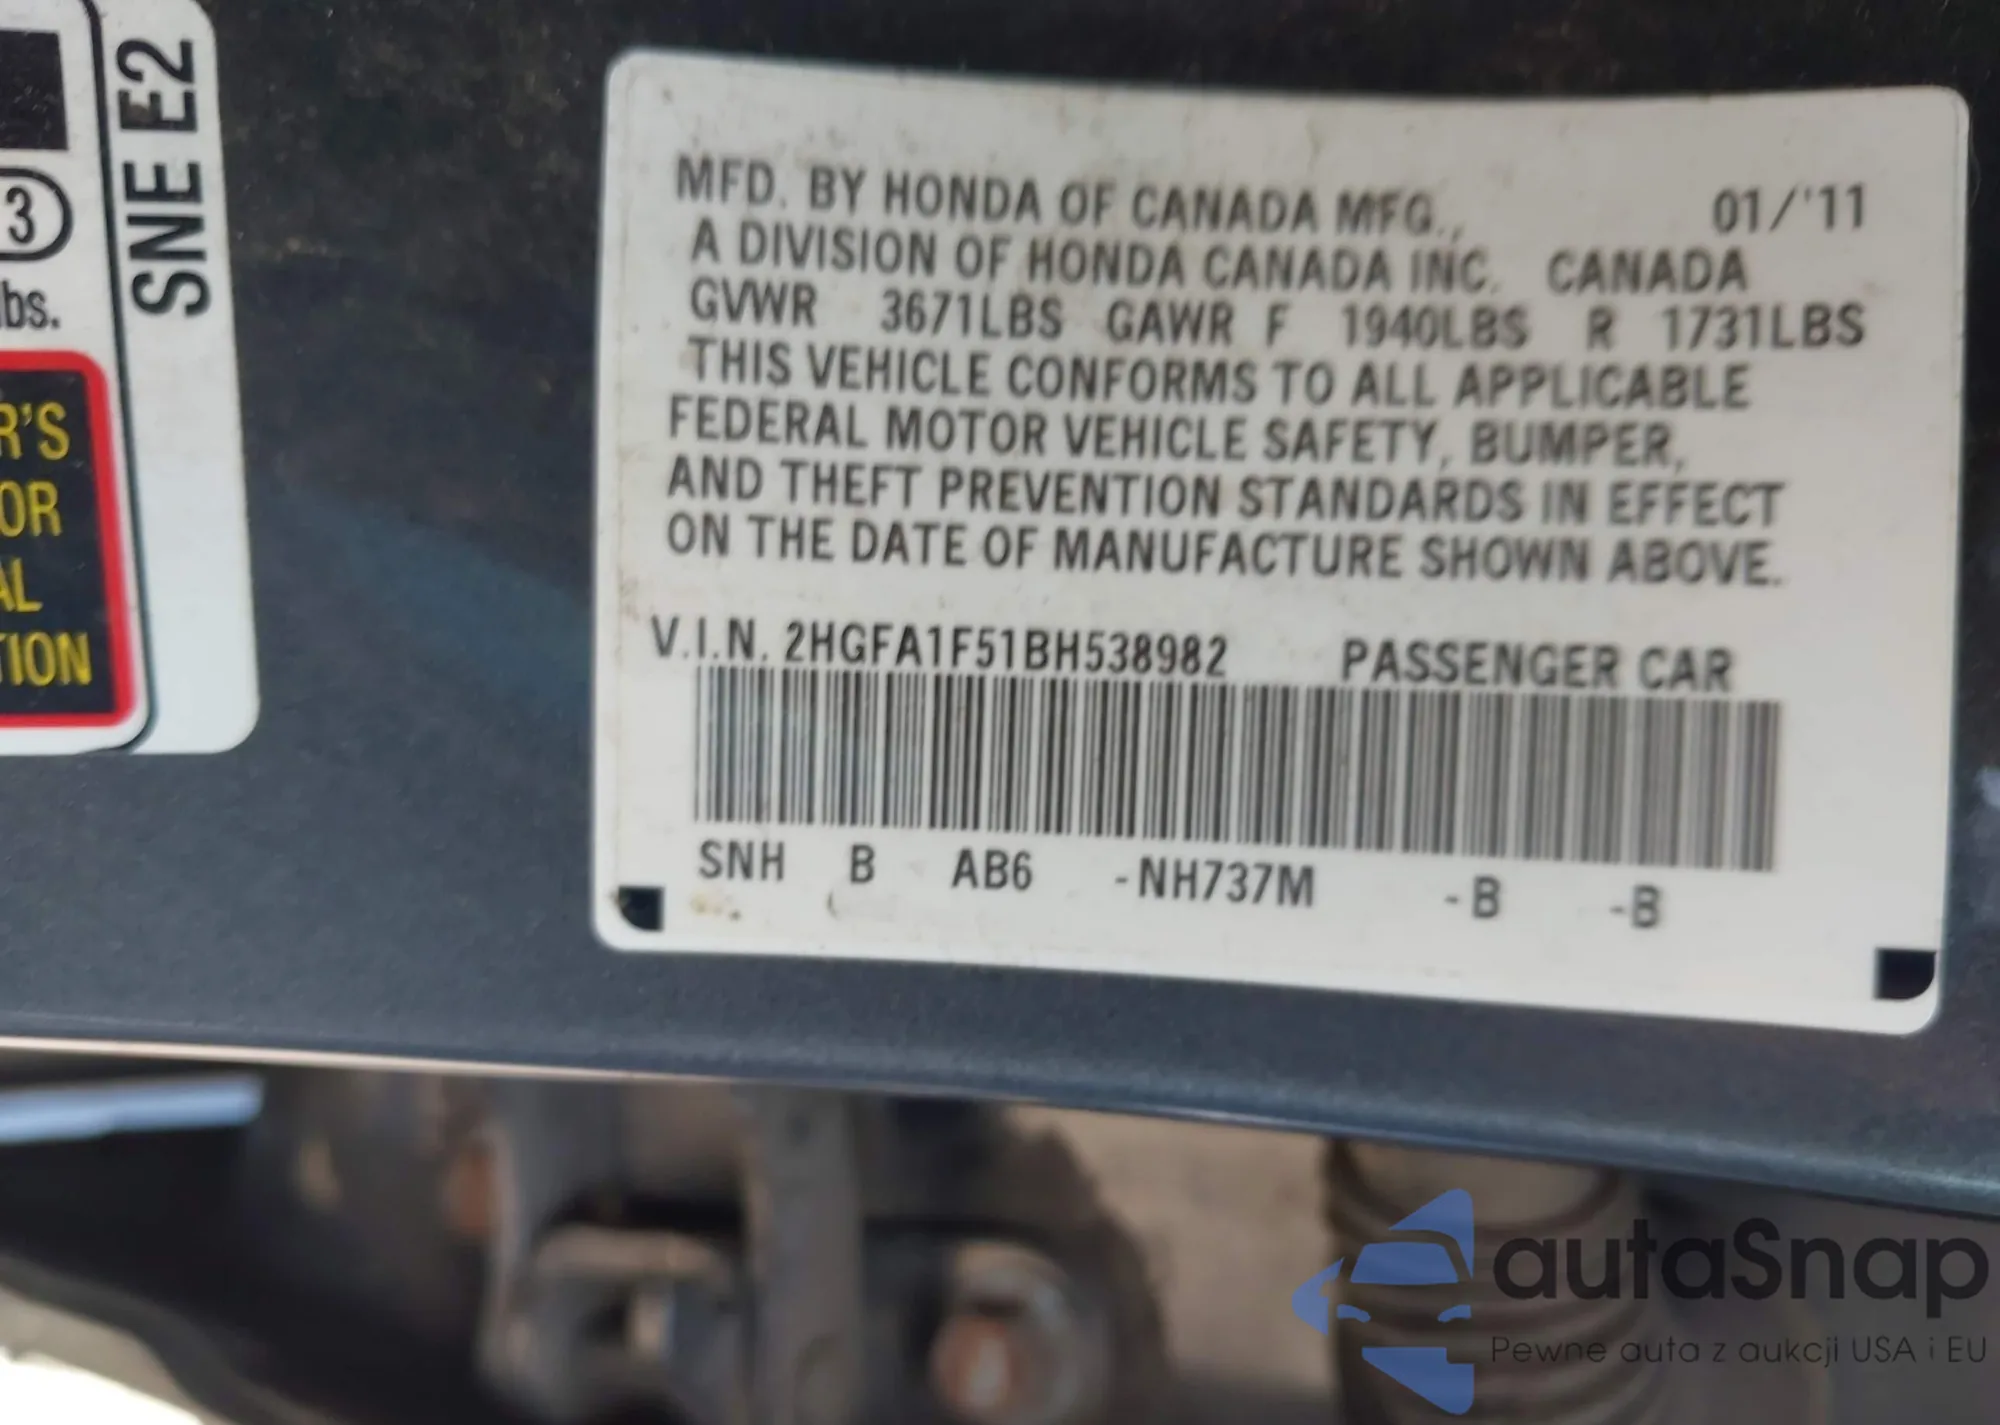 SNE E2
3
lbs.
R'S
OR
AL
TION
MFD. BY HONDA OF CANADA MFG., 01/'11
A DIVISION OF HONDA CANADA INC. CANADA
GVWR 3671LBS GAWR F 1940LBS R 1731LBS
THIS VEHICLE CONFORMS TO ALL APPLICABLE
FEDERAL MOTOR VEHICLE SAFETY, BUMPER,
AND THEFT PREVENTION STANDARDS IN EFFECT
ON THE DATE OF MANUFACTURE SHOWN ABOVE.
V.I.N. 2HGFA1F51BH538982 PASSENGER CAR
SNH B AB6 -NH737M -B -B
autaSnap
Pewne auta z aukcji USA i EU